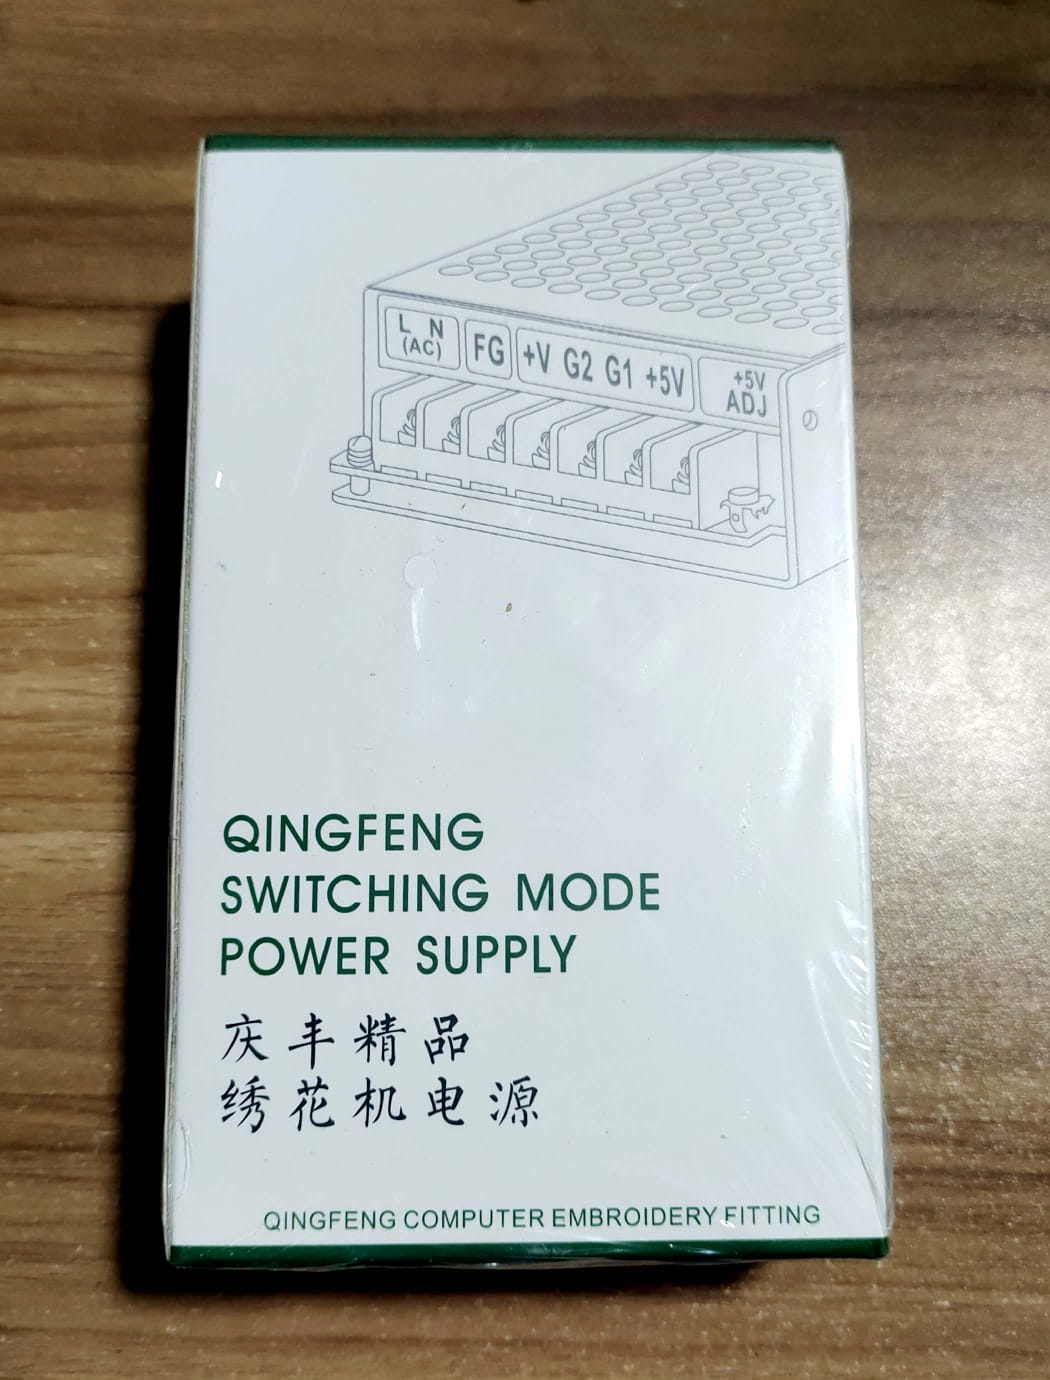 L N
(AC)
FG
+V G2 G1 +5V
+5V
ADJ
QINGFENG
SWITCHING MODE
POWER SUPPLY
庆丰精品
绣花机电源
QINGFENG COMPUTER EMBROIDERY FITTING